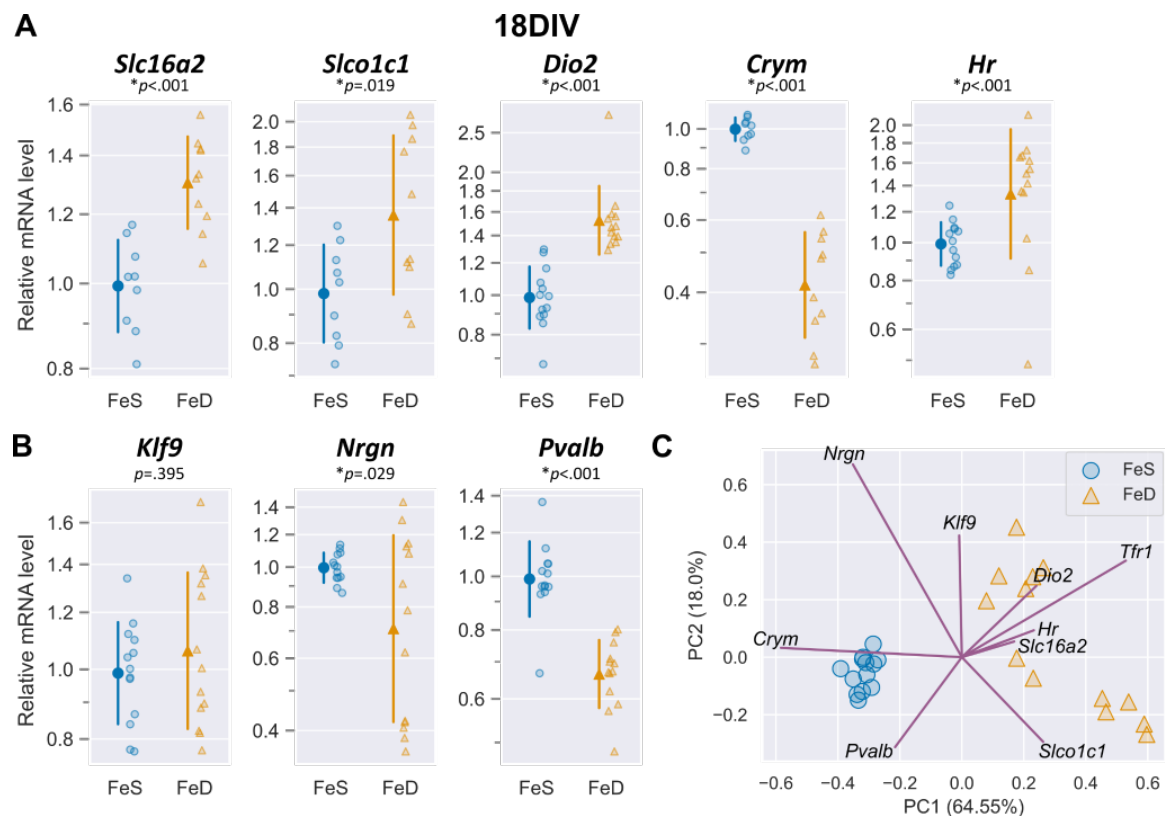 A 18DIV
Slc16a2 Slco1c1 Dio2 Crym Hr
*p<.001 *p=.019 *p<.001 *p<.001 *p<.001
Relative mRNA level
1.6
1.4
1.2
1.0
0.8
2.0
1.8
1.6
1.4
1.2
1.0
0.8
2.5
1.8
1.6
1.4
1.2
1.0
0.8
1.0
0.8
0.6
0.4
2.0
1.8
1.6
1.4
1.2
1.0
0.8
0.6
FeS FeD FeS FeD FeS FeD FeS FeD FeS FeD
B
Klf9 Nrgn Pvalb
p=.395 *p=.029 *p<.001
Relative mRNA level
1.6
1.4
1.2
1.0
0.8
1.4
1.2
1.0
0.8
0.6
0.4
1.4
1.2
1.0
0.8
0.6
FeS FeD FeS FeD FeS FeD
C
FeS
FeD
Nrgn
Klf9
Tfr1
Dio2
Hr
Slc16a2
Crym
Pvalb
Slco1c1
PC2 (18.0%)
0.6
0.4
0.2
0.0
−0.2
−0.6 −0.4 −0.2 0.0 0.2 0.4 0.6
PC1 (64.55%)